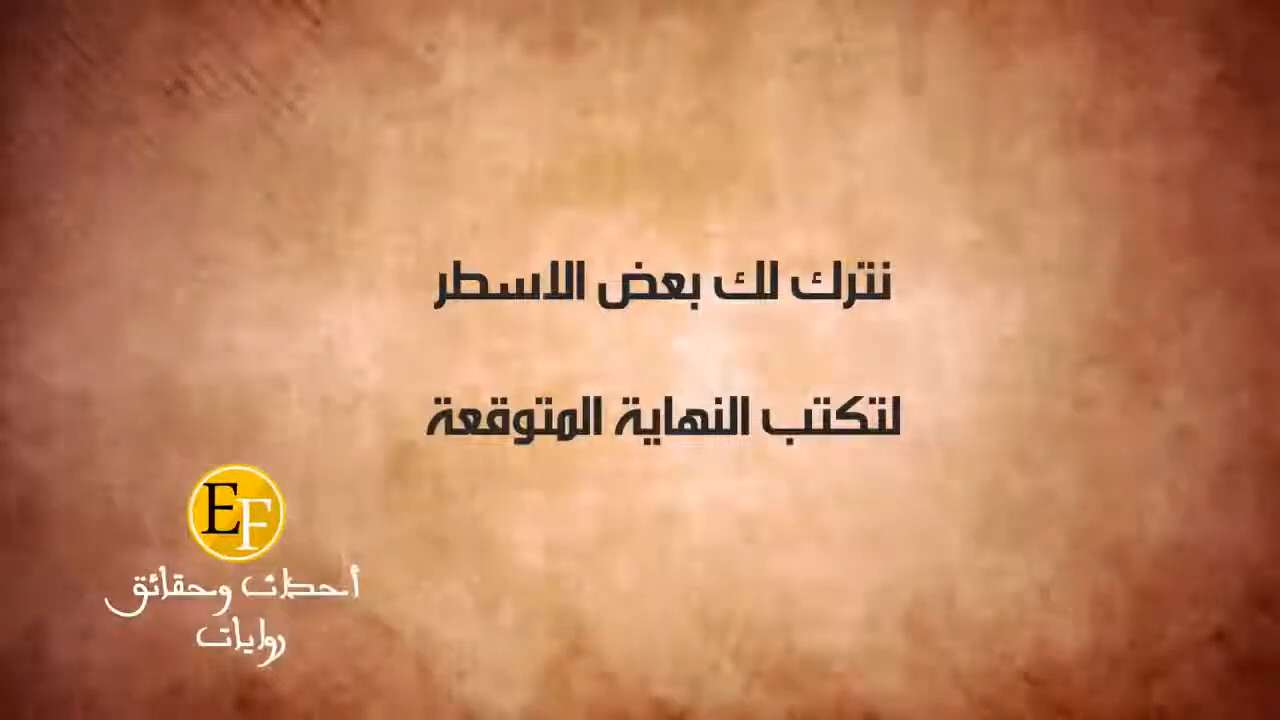 نترك لك بعض الاسطر
لتكتب النهاية المتوقعة
EF
أحداث وحقائق
روايات